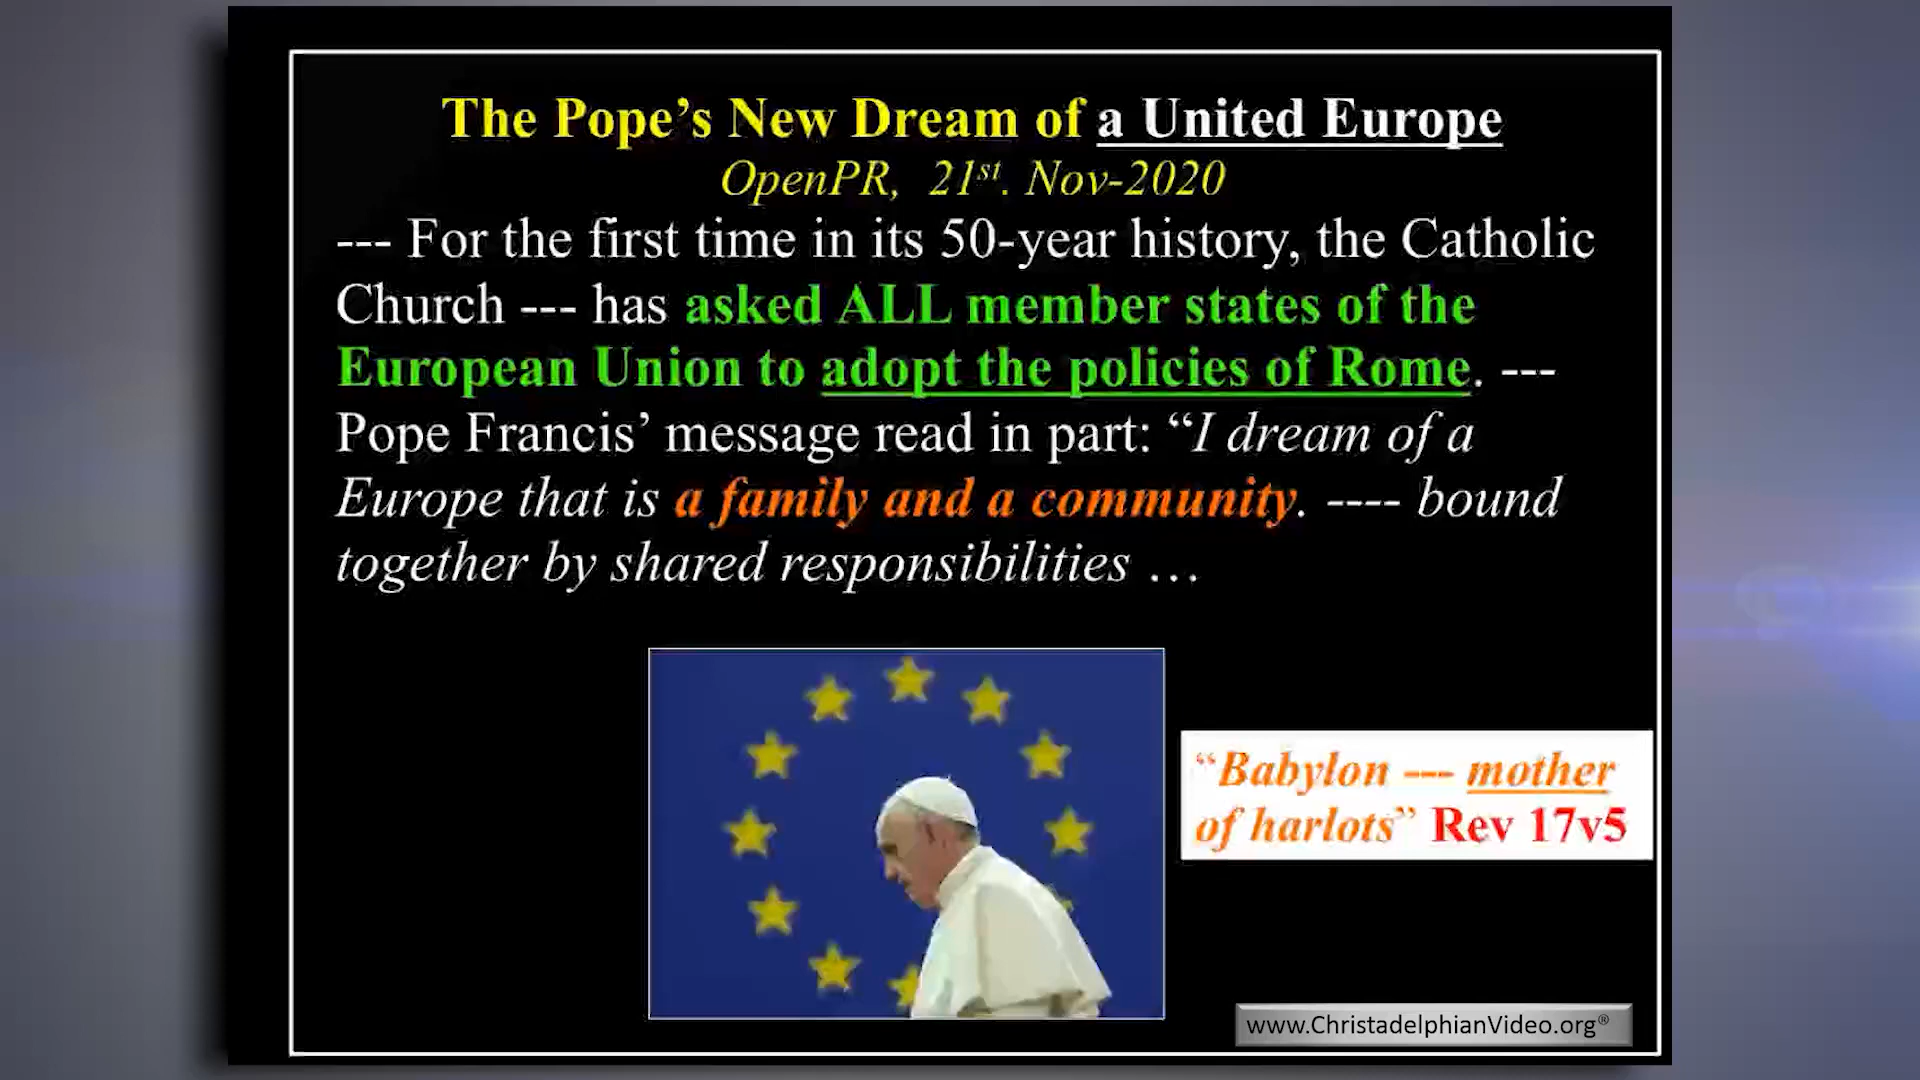 The Pope’s New Dream of a United Europe
OpenPR, 21st. Nov-2020
--- For the first time in its 50-year history, the Catholic
Church --- has asked ALL member states of the
European Union to adopt the policies of Rome. ---
Pope Francis’ message read in part: “I dream of a
Europe that is a family and a community. ---- bound
together by shared responsibilities …
“Babylon --- mother
of harlots” Rev 17v5
www.ChristadelphianVideo.org®